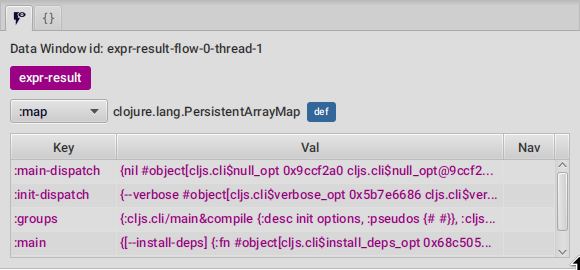 {}
Data Window id: expr-result-flow-0-thread-1
expr-result
:map clojure.lang.PersistentArrayMap def
Key Val Nav
:main-dispatch {nil #object[cljs.cli$null_opt 0x9ccf2a0 cljs.cli$null_opt@9ccf2...
:init-dispatch {--verbose #object[cljs.cli$verbose_opt 0x5b7e6686 cljs.cli$ver...
:groups {:cljs.cli/main&compile {:desc init options, :pseudos {# #}}, :cljs...
:main {[--install-deps] {:fn #object[cljs.cli$install_deps_opt 0x68c505...